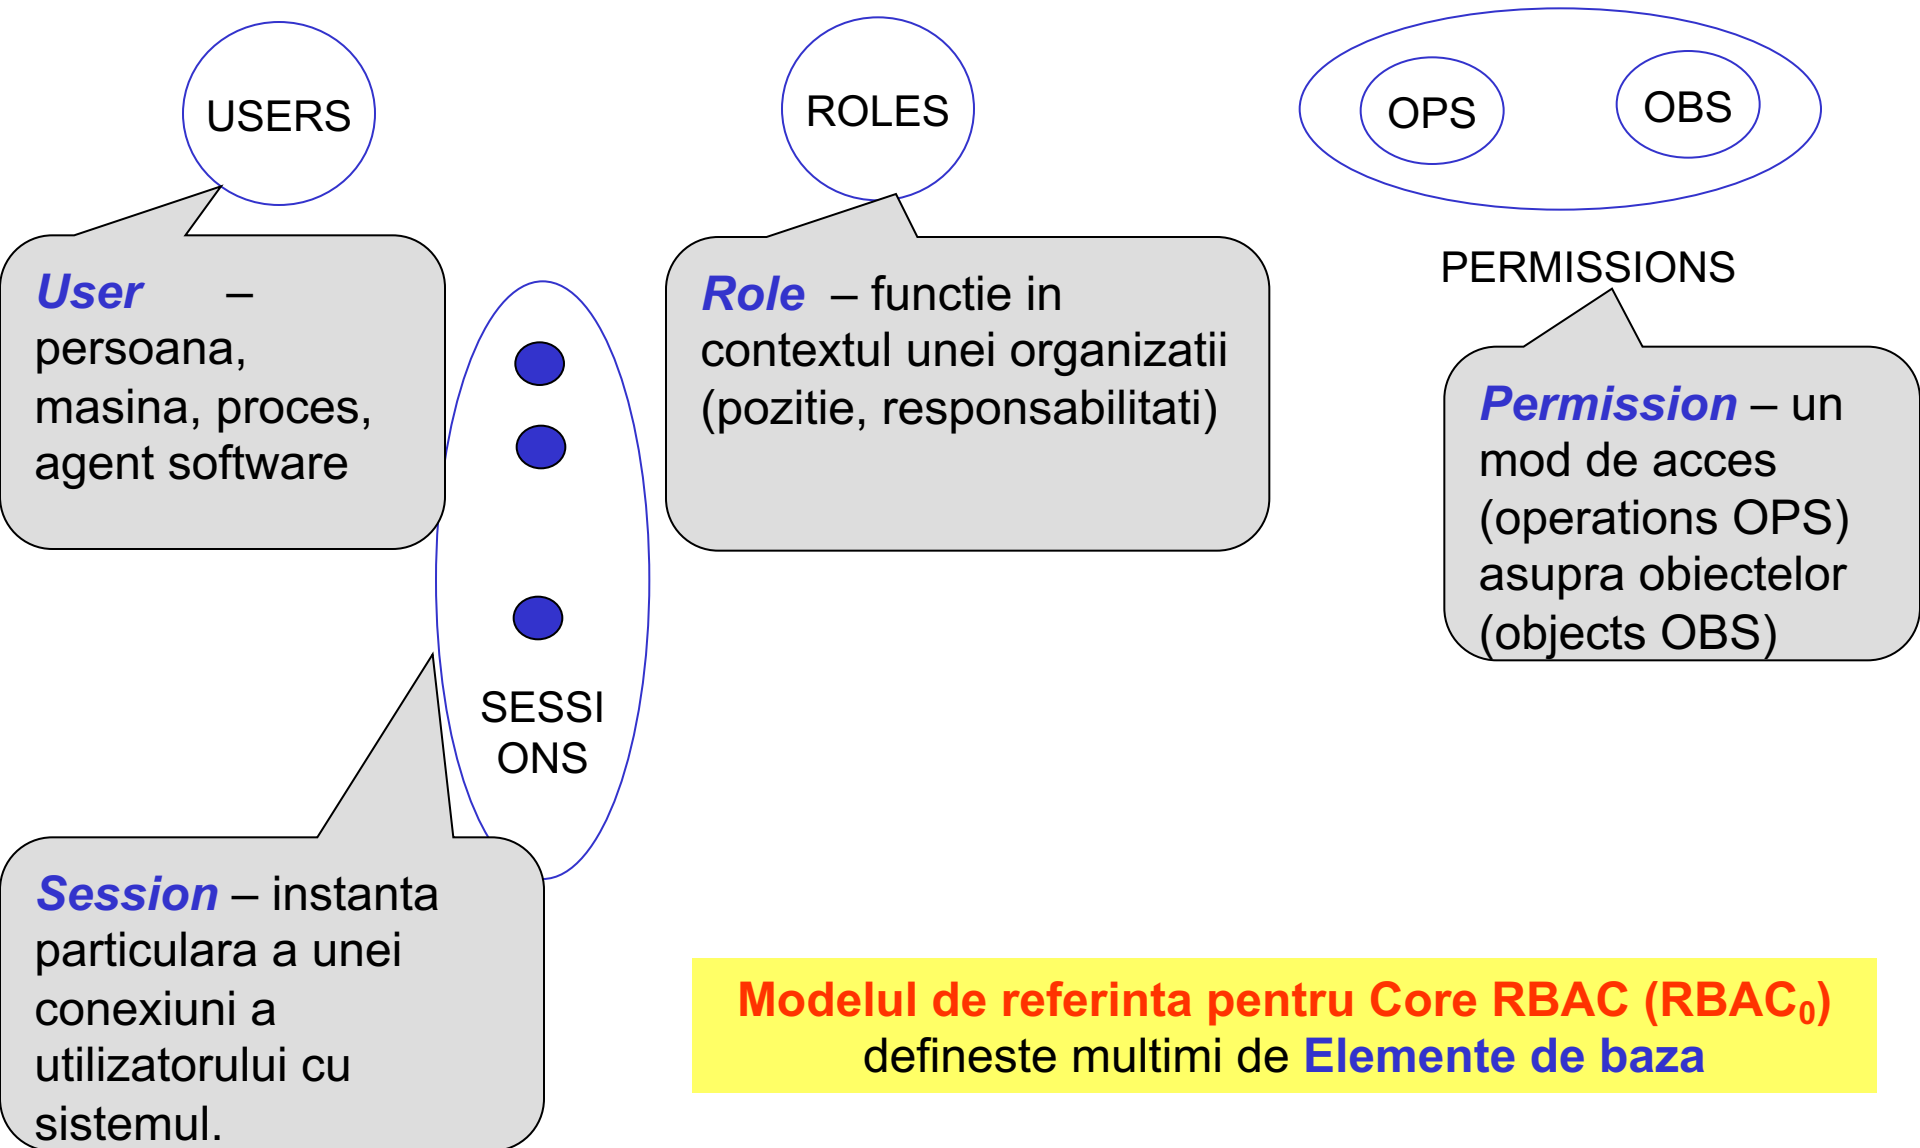 USERS
ROLES
OPS
OBS
PERMISSIONS
User –
persoana,
masina, proces,
agent software
Role – functie in
contextul unei organizatii
(pozitie, responsabilitati)
Permission – un
mod de acces
(operations OPS)
asupra obiectelor
(objects OBS)
SESSI
ONS
Session – instanta
particulara a unei
conexiuni a
utilizatorului cu
sistemul.
Modelul de referinta pentru Core RBAC (RBAC₀)
defineste multimi de Elemente de baza